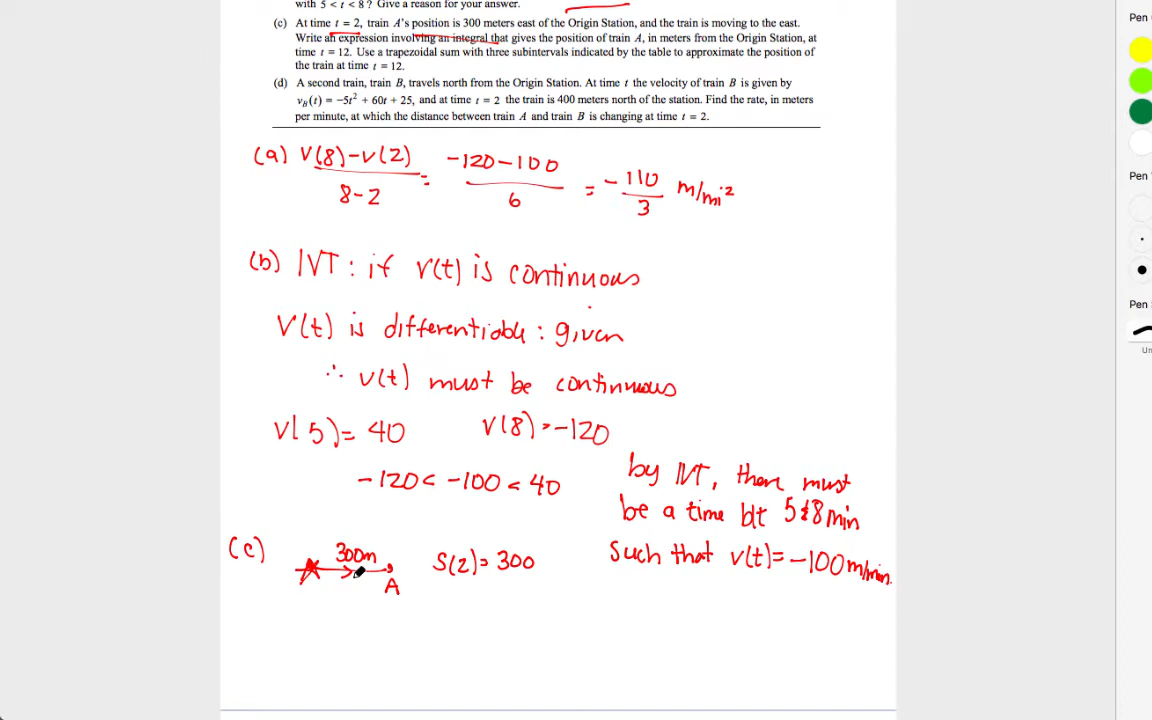 with 5 < t < 8 ? Give a reason for your answer.
(c) At time t = 2, train A's position is 300 meters east of the Origin Station, and the train is moving to the east.
Write an expression involving an integral that gives the position of train A, in meters from the Origin Station, at
time t = 12. Use a trapezoidal sum with three subintervals indicated by the table to approximate the position of
the train at time t = 12.
(d) A second train, train B, travels north from the Origin Station. At time t the velocity of train B is given by
v_B(t) = −5t² + 60t + 25, and at time t = 2 the train is 400 meters north of the station. Find the rate, in meters
per minute, at which the distance between train A and train B is changing at time t = 2.
(a) V(8)-V(2) / 8-2 = -120-100 / 6 = -110/3 m/mi²
(b) IVT: if V(t) is continuous
V(t) is differentiable: given
∴ v(t) must be continuous
V(5)= 40 V(8)=-120
-120 < -100 < 40
by IVT, there must
be a time bt 5 & 8 min
such that v(t)=-100 m/min.
(c) 300m S(2)= 300
A
Pen
Pen
Pen
Un